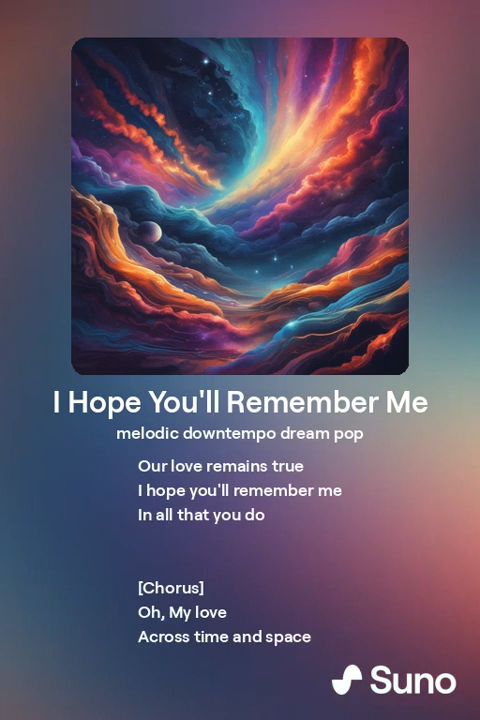 I Hope You'll Remember Me
melodic downtempo dream pop
Our love remains true
I hope you'll remember me
In all that you do
[Chorus]
Oh, My love
Across time and space
Suno